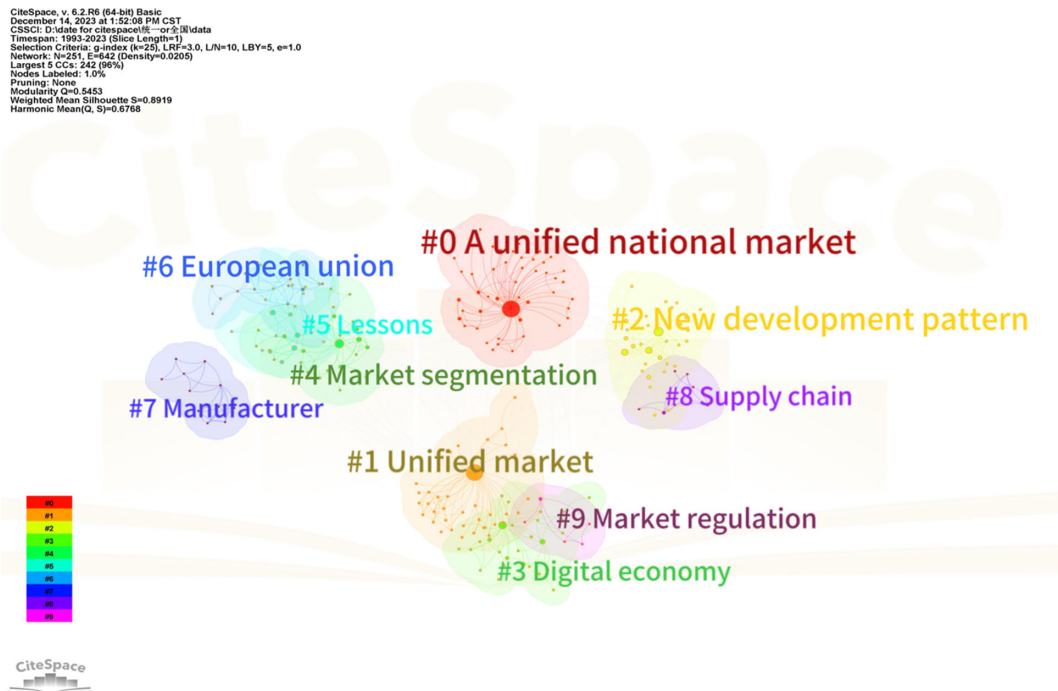 CiteSpace, v. 6.2.R6 (64-bit) Basic
December 14, 2023 at 1:52:08 PM CST
CSSCI: D:\date for citespace\统一or全国\data
Timespan: 1993-2023 (Slice Length=1)
Selection Criteria: g-index (k=25), LRF=3.0, L/N=10, LBY=5, e=1.0
Network: N=251, E=642 (Density=0.0205)
Largest 5 CCs: 242 (96%)
Nodes Labeled: 1.0%
Pruning: None
Modularity Q=0.5453
Weighted Mean Silhouette S=0.8919
Harmonic Mean(Q, S)=0.6768
CiteSpace
#0 A unified national market
#6 European union
#2 New development pattern
#5 Lessons
#4 Market segmentation
#8 Supply chain
#7 Manufacturer
#1 Unified market
#9 Market regulation
#3 Digital economy
#0
#1
#2
#3
#4
#5
#6
#7
#8
#9
CiteSpace